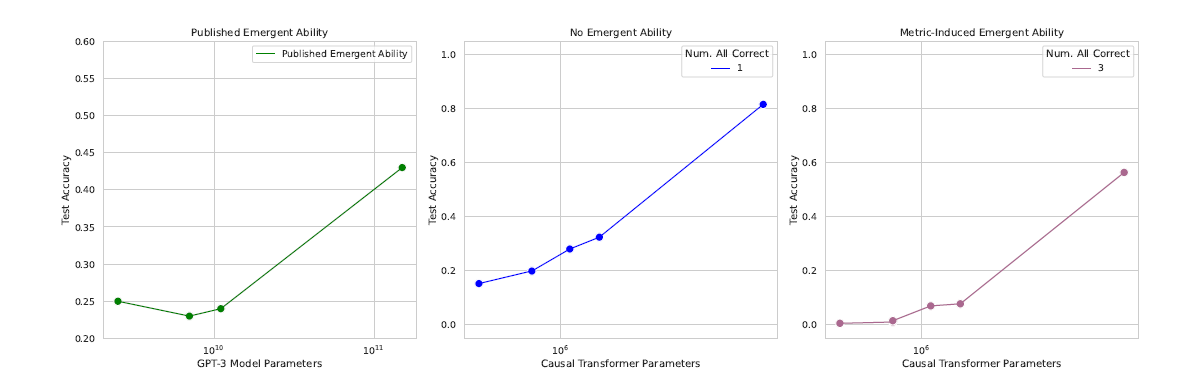 Published Emergent Ability
Published Emergent Ability
0.60
0.55
0.50
0.45
0.40
0.35
0.30
0.25
0.20
Test Accuracy
10¹⁰
10¹¹
GPT-3 Model Parameters
No Emergent Ability
Num. All Correct
1
1.0
0.8
0.6
0.4
0.2
0.0
Test Accuracy
10⁶
Causal Transformer Parameters
Metric-Induced Emergent Ability
Num. All Correct
3
1.0
0.8
0.6
0.4
0.2
0.0
Test Accuracy
10⁶
Causal Transformer Parameters